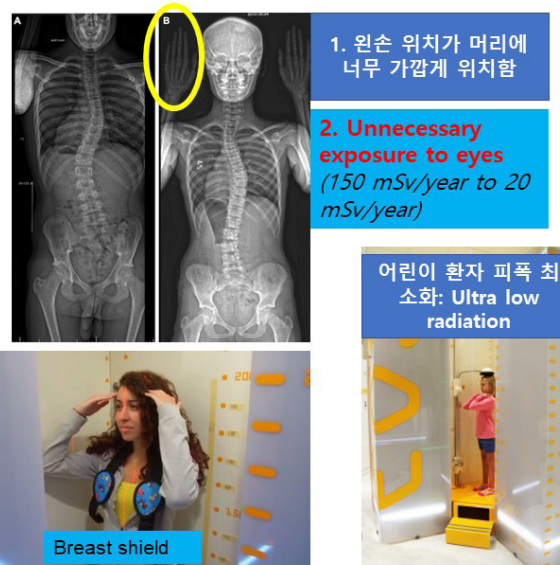 A
B
1. 왼손 위치가 머리에
너무 가깝게 위치함
2. Unnecessary
exposure to eyes
(150 mSv/year to 20
mSv/year)
어린이 환자 피폭 최
소화: Ultra low
radiation
Breast shield